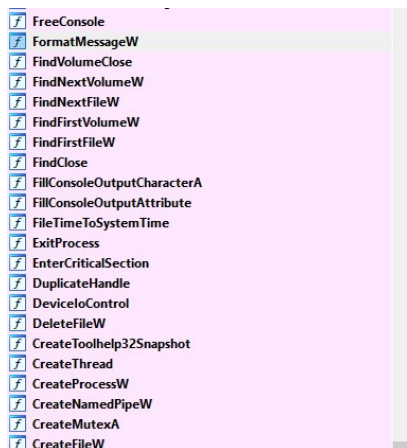 FreeConsole
FormatMessageW
FindVolumeClose
FindNextVolumeW
FindNextFileW
FindFirstVolumeW
FindFirstFileW
FindClose
FillConsoleOutputCharacterA
FillConsoleOutputAttribute
FileTimeToSystemTime
ExitProcess
EnterCriticalSection
DuplicateHandle
DeviceIoControl
DeleteFileW
CreateToolhelp32Snapshot
CreateThread
CreateProcessW
CreateNamedPipeW
CreateMutexA
CreateFileW